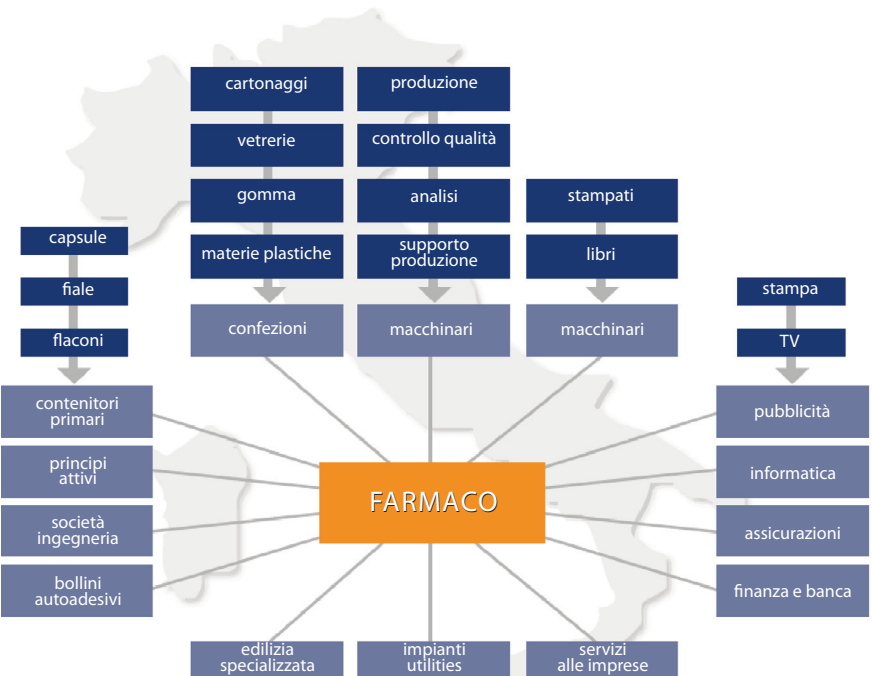 cartonaggi
vetrerie
gomma
materie plastiche
confezioni
produzione
controllo qualità
analisi
supporto
produzione
macchinari
stampati
libri
macchinari
capsule
fiale
flaconi
contenitori
primari
principi
attivi
società
ingegneria
bollini
autoadesivi
FARMACO
stampa
TV
pubblicità
informatica
assicurazioni
finanza e banca
edilizia
specializzata
impianti
utilities
servizi
alle imprese